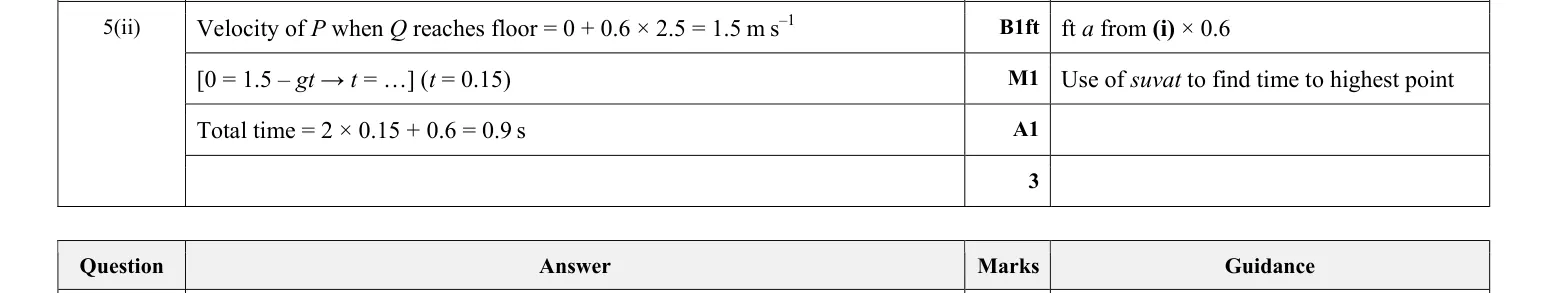 5(ii) Velocity of P when Q reaches floor = 0 + 0.6 × 2.5 = 1.5 m s⁻¹ B1ft ft a from (i) × 0.6
[0 = 1.5 – gt → t = …] (t = 0.15) M1 Use of suvat to find time to highest point
Total time = 2 × 0.15 + 0.6 = 0.9 s A1
3
Question Answer Marks Guidance